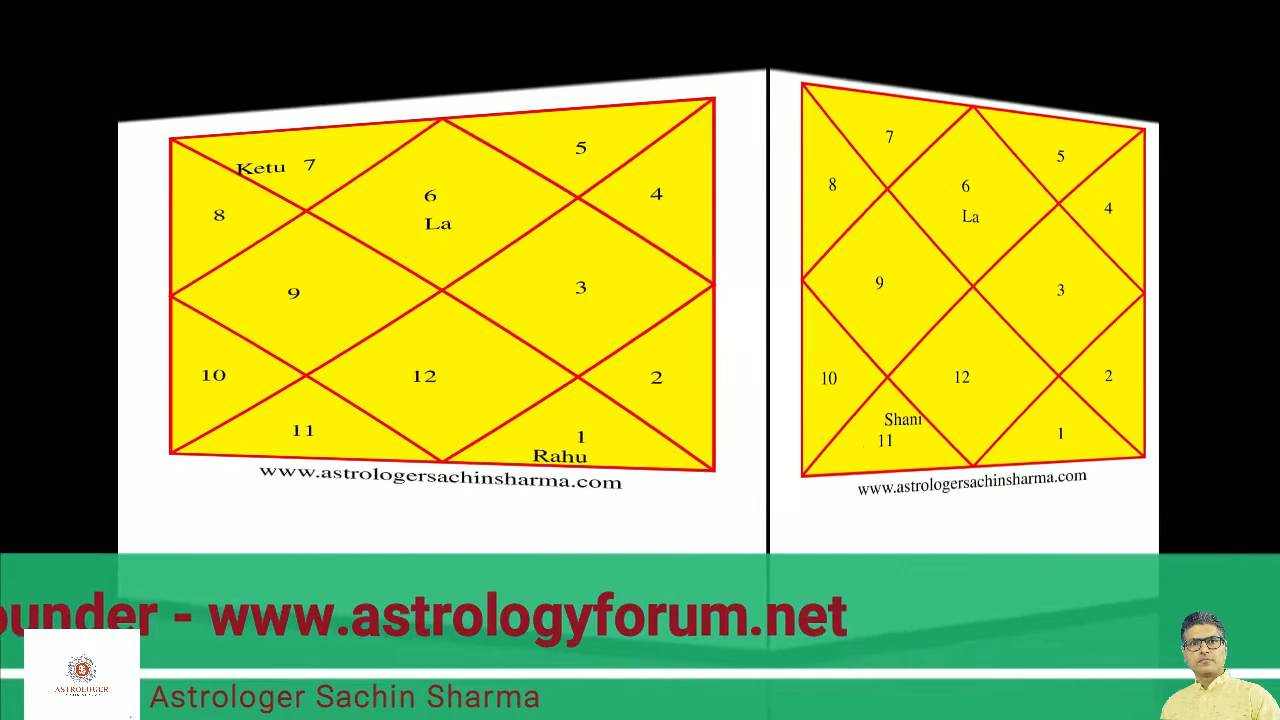 Ketu 7
5
8
6
La
4
9
3
10
12
2
11
1
Rahu
www.astrologersachinsharma.com
7
5
8
6
La
4
9
3
10
12
2
Shani
11
1
www.astrologersachinsharma.com
ounder - www.astrologyforum.net
ASTROLOGER
Astrologer Sachin Sharma